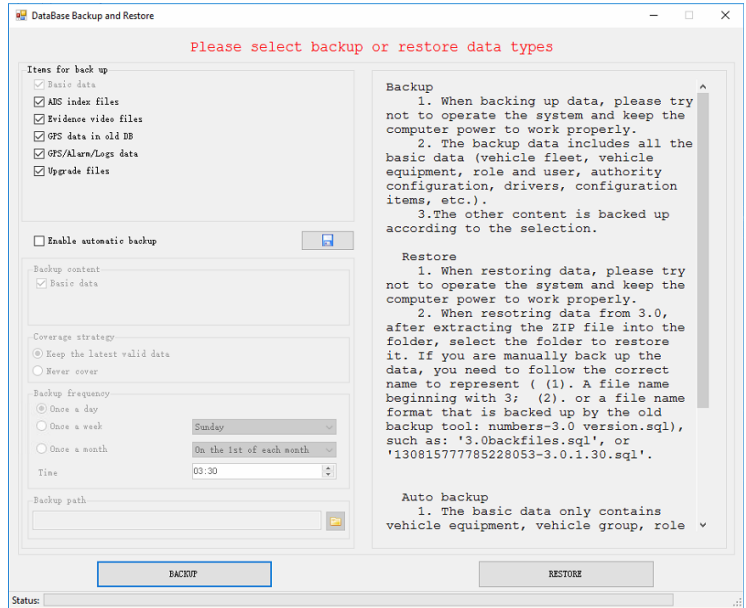 DataBase Backup and Restore
Please select backup or restore data types
Items for back up
Basic data
ADS index files
Evidence video files
GPS data in old DB
GPS/Alarm/Logs data
Upgrade files
Enable automatic backup
Backup content
Basic data
Coverage strategy
Keep the latest valid data
Never cover
Backup frequency
Once a day
Once a week
Sunday
Once a month
On the 1st of each month
Time
03:30
Backup path
Backup
1. When backing up data, please try
not to operate the system and keep the
computer power to work properly.
2. The backup data includes all the
basic data (vehicle fleet, vehicle
equipment, role and user, authority
configuration, drivers, configuration
items, etc.).
3.The other content is backed up
according to the selection.
Restore
1. When restoring data, please try
not to operate the system and keep the
computer power to work properly.
2. When resotring data from 3.0,
after extracting the ZIP file into the
folder, select the folder to restore
it. If you are manually back up the
data, you need to follow the correct
name to represent ( (1). A file name
beginning with 3;  (2). or a file name
format that is backed up by the old
backup tool: numbers-3.0 version.sql),
such as: '3.0backfiles.sql', or
'130815777785228053-3.0.1.30.sql'.
Auto backup
1. The basic data only contains
vehicle equipment, vehicle group, role
BACKUP
RESTORE
Status: